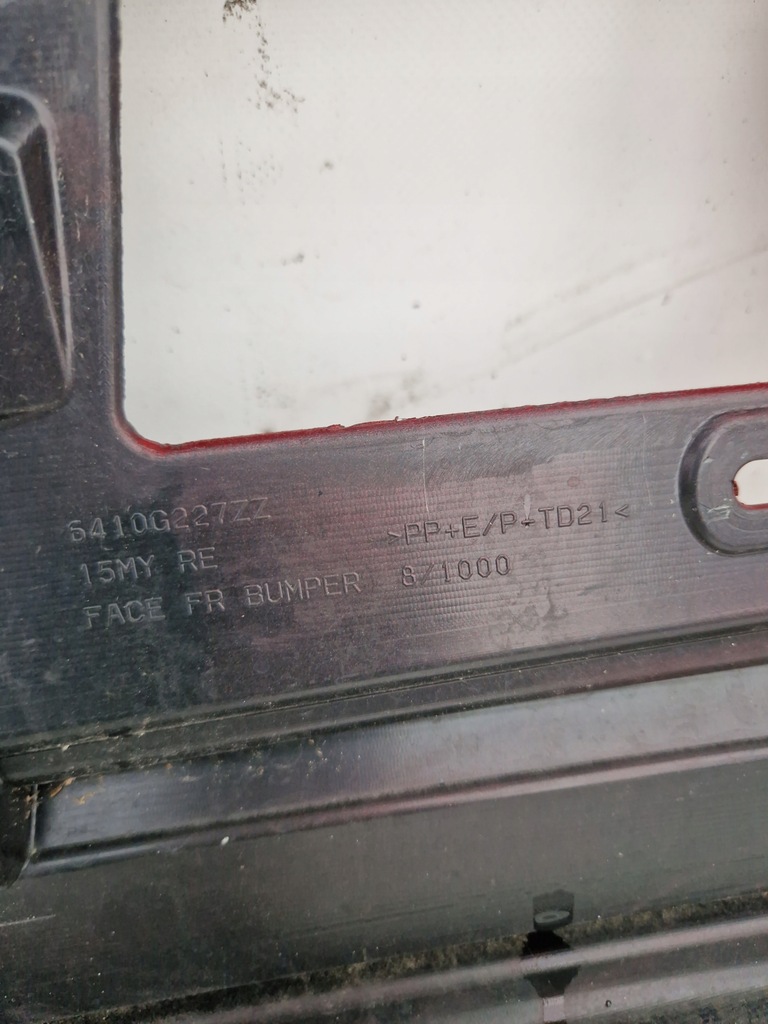 6410G227ZZ
15MY RE
FACE FR BUMPER
>PP+E/P-TD21<
8/1000